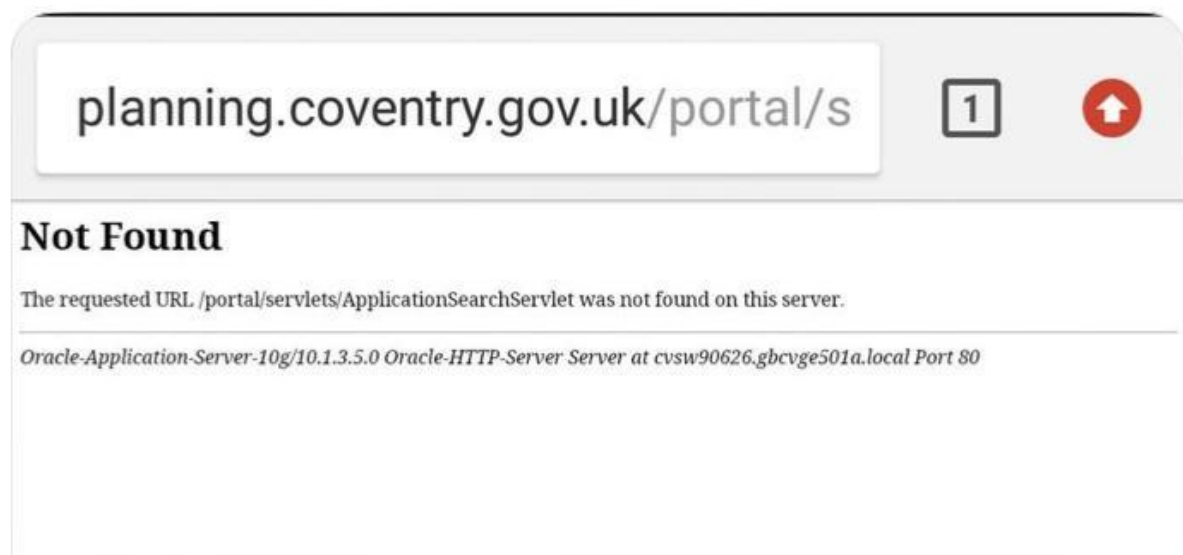 planning.coventry.gov.uk/portal/s
1
Not Found
The requested URL /portal/servlets/ApplicationSearchServlet was not found on this server.
Oracle-Application-Server-10g/10.1.3.5.0 Oracle-HTTP-Server Server at cvsw90626.gbcvge501a.local Port 80